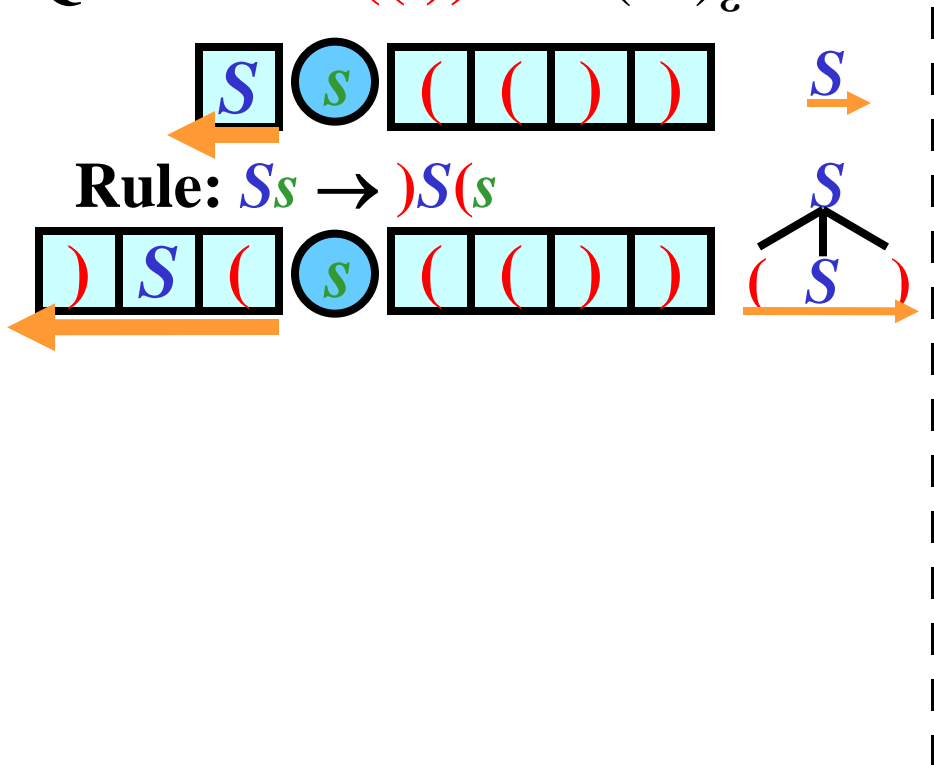 S s ( ( ) ) S
Rule: Ss → )S(s S
) S ( s ( ( ) ) ( S )